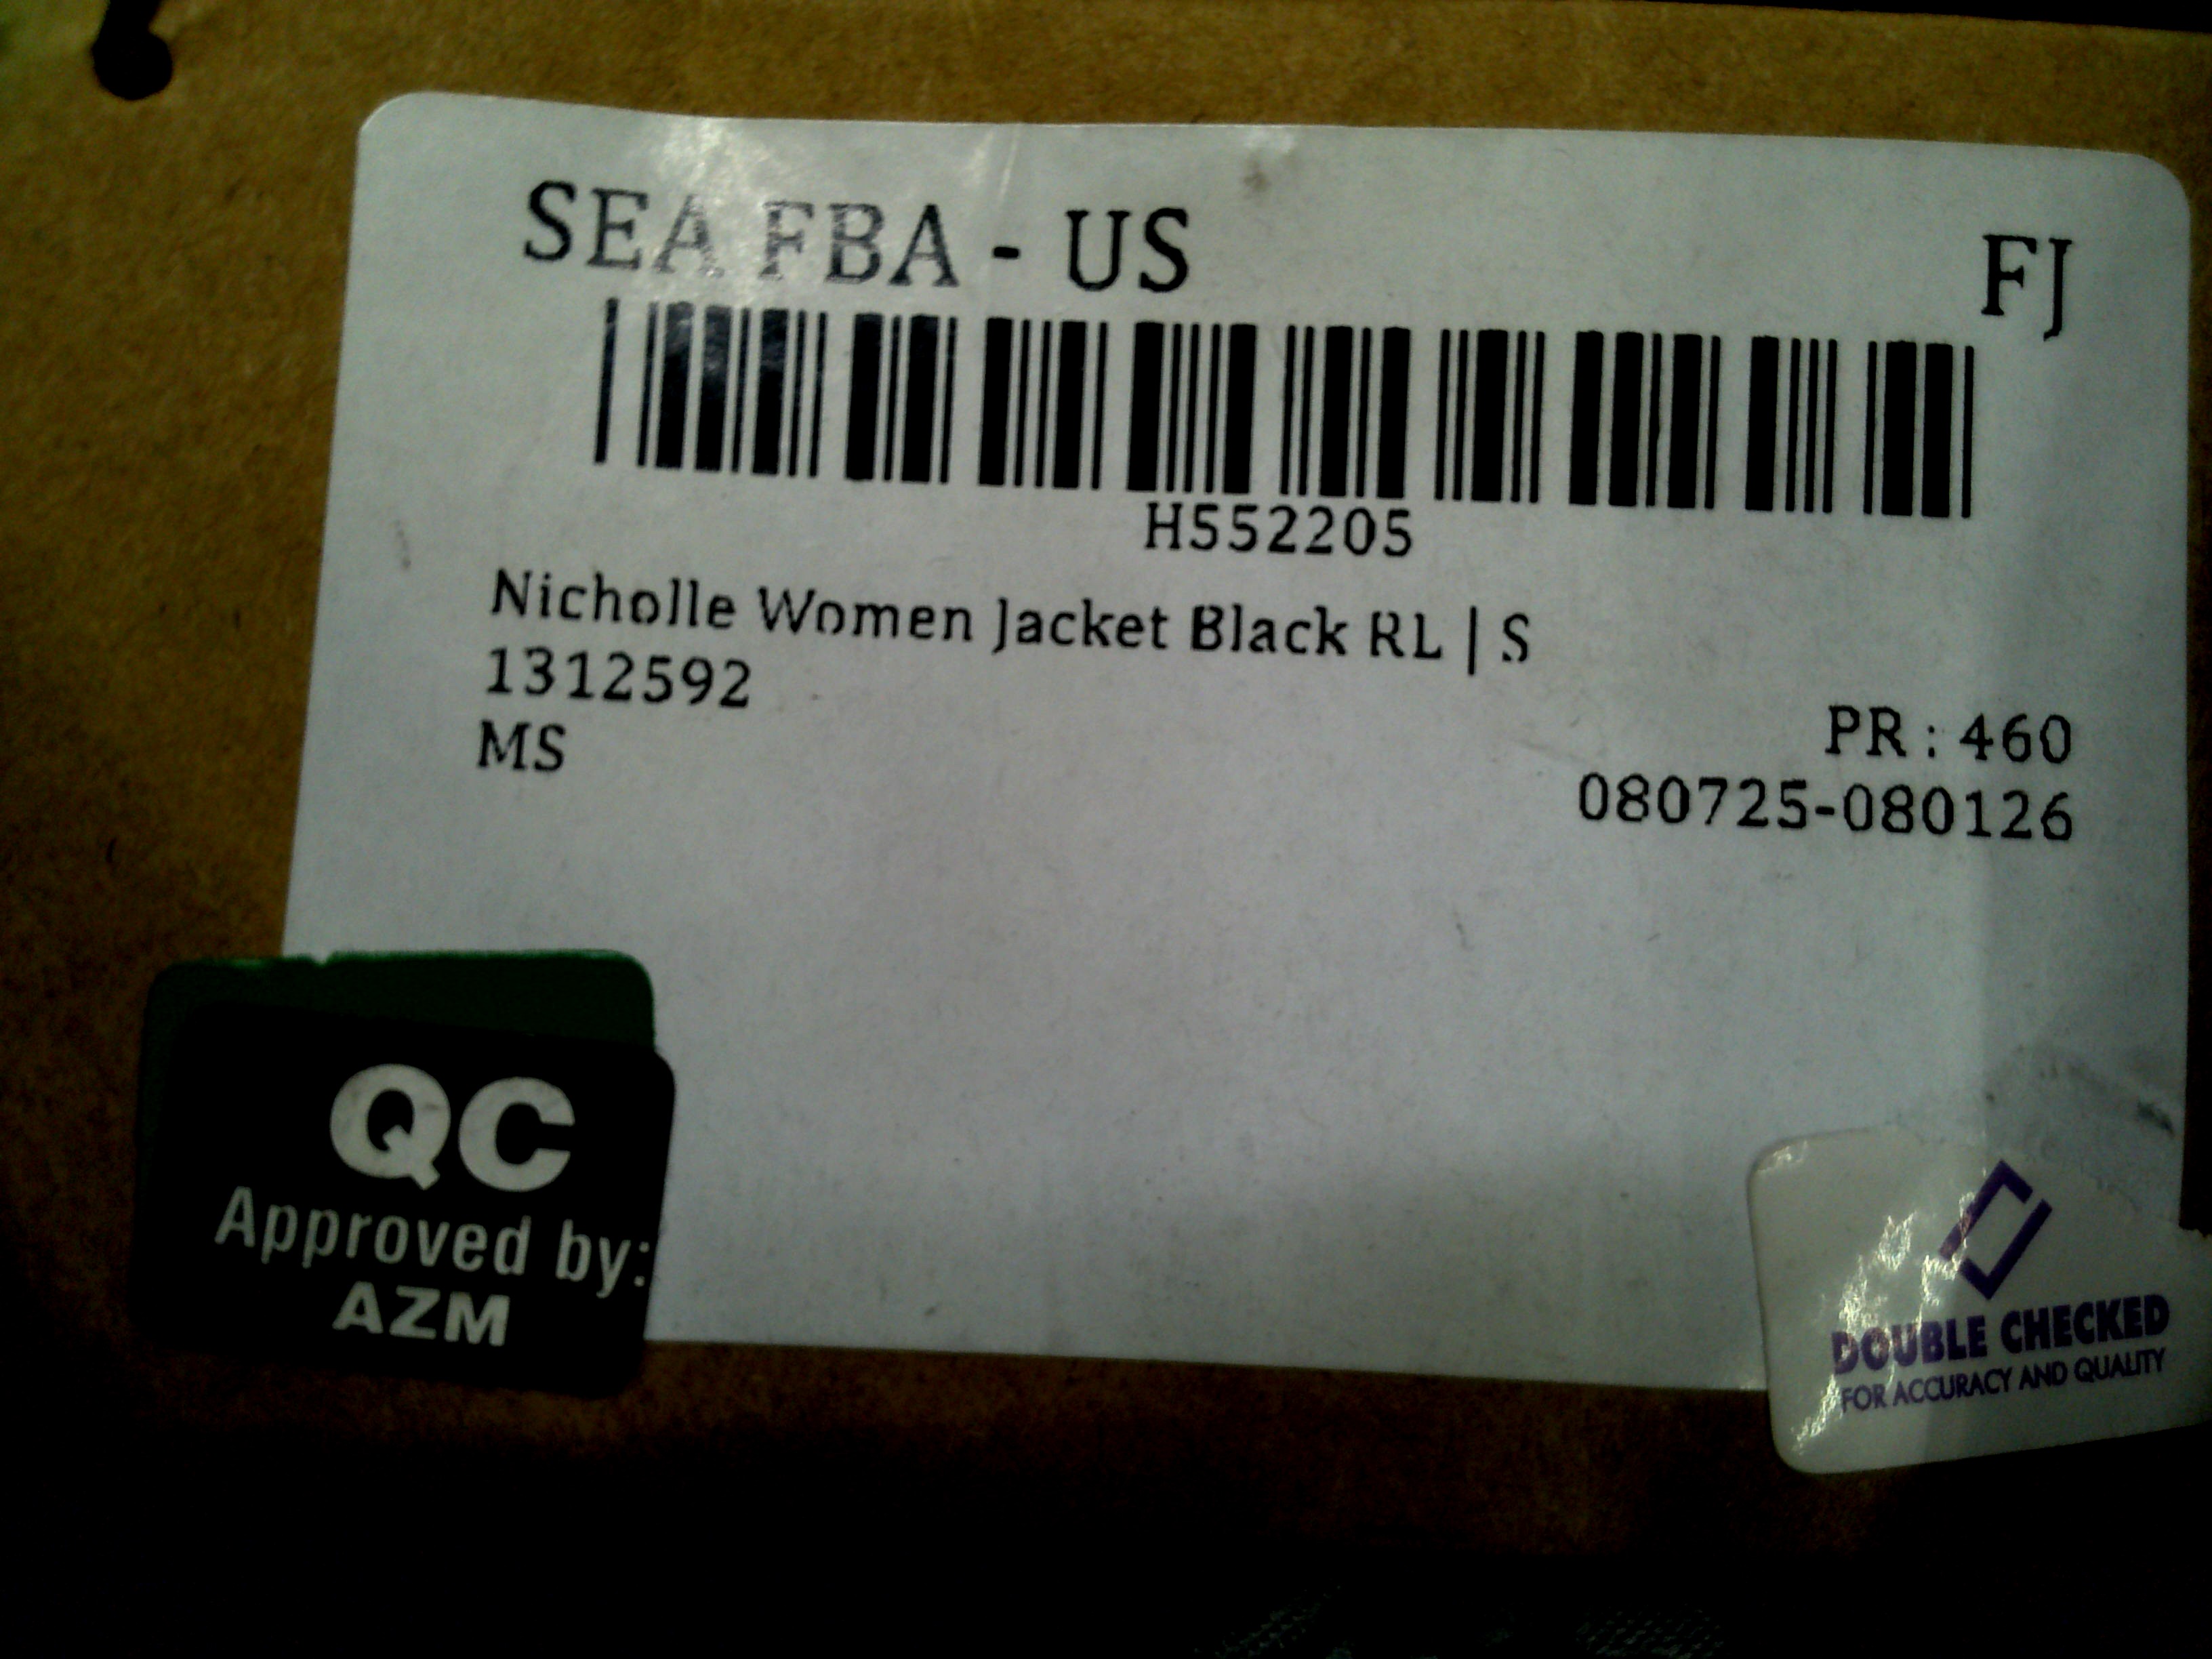 SEA FBA - US
FJ
H552205
Nicholle Women Jacket Black RL | S
1312592
PR : 460
MS
080725-080126
QC
Approved by:
AZM
DOUBLE CHECKED
FOR ACCURACY AND QUALITY